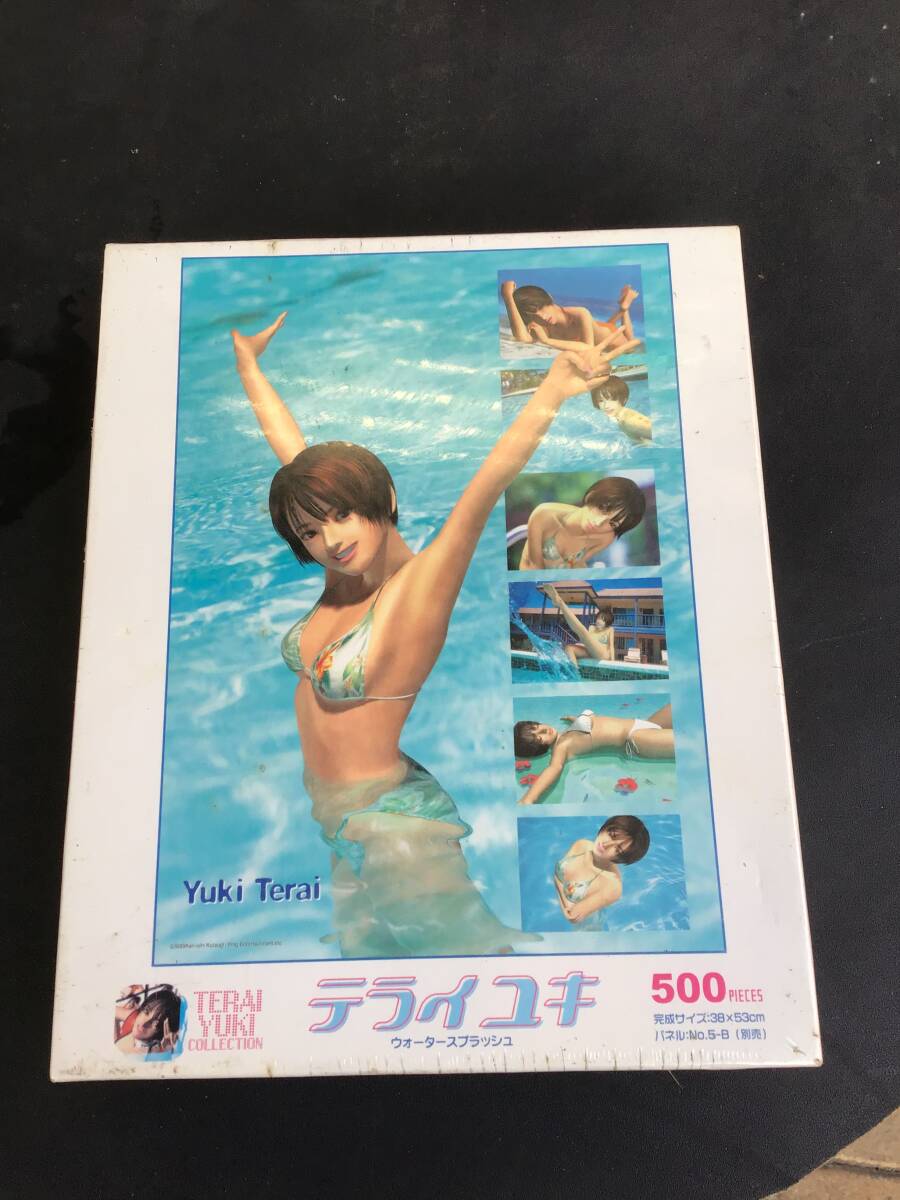 Yuki Terai
TERAI
YUKI
COLLECTION
テライユキ
ウォータースプラッシュ
500 PIECES
完成サイズ:38×53cm
パネル:No.5-B (別売)